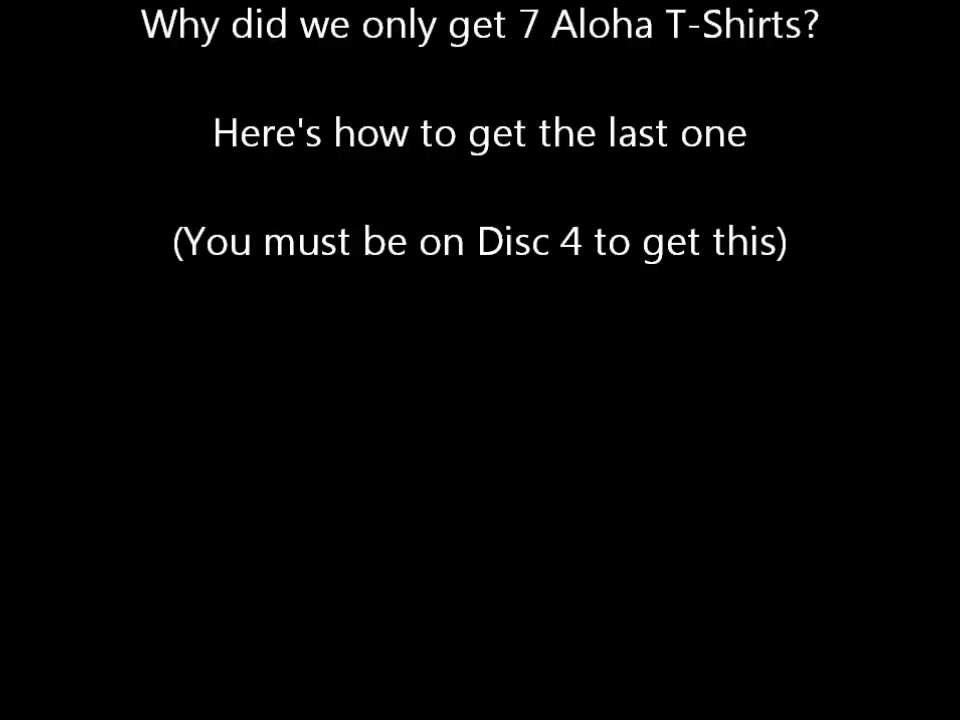 Why did we only get 7 Aloha T-Shirts?
Here's how to get the last one
(You must be on Disc 4 to get this)